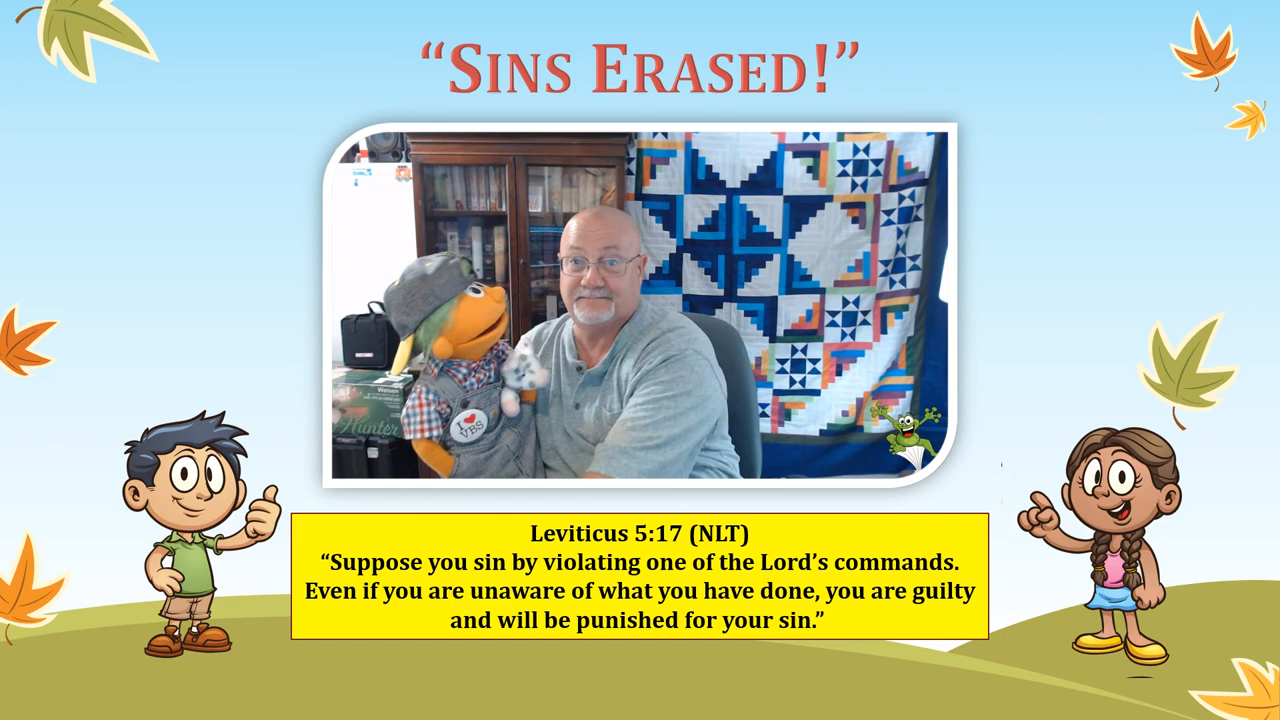 “Sins Erased!”
I ❤ VBS
Watson
Hunter
Leviticus 5:17 (NLT)
“Suppose you sin by violating one of the Lord’s commands.
Even if you are unaware of what you have done, you are guilty
and will be punished for your sin.”